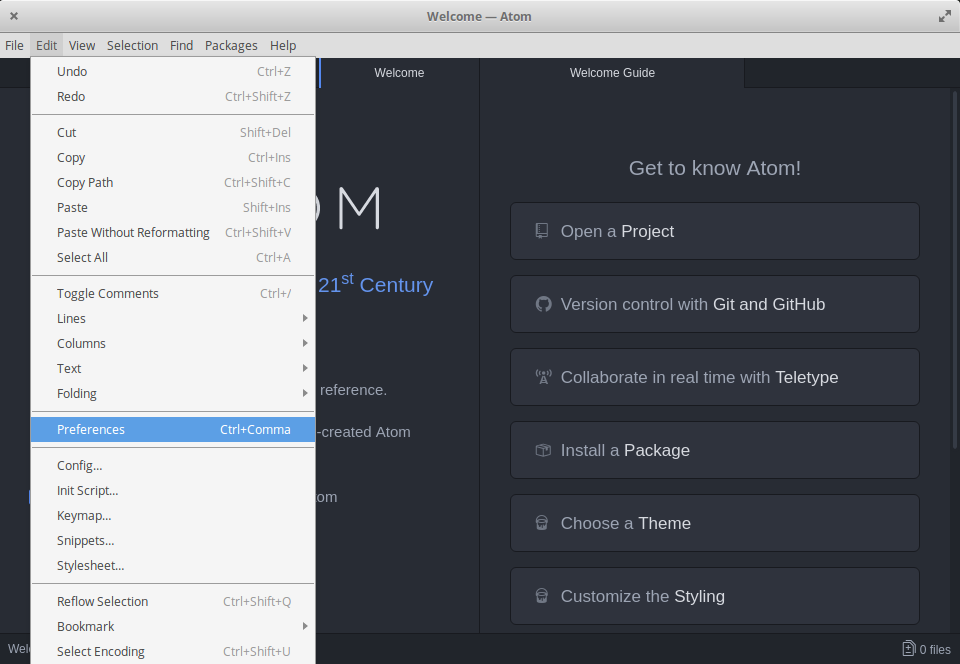 Welcome — Atom
File Edit View Selection Find Packages Help
Undo Ctrl+Z
Redo Ctrl+Shift+Z
Cut Shift+Del
Copy Ctrl+Ins
Copy Path Ctrl+Shift+C
Paste Shift+Ins
Paste Without Reformatting Ctrl+Shift+V
Select All Ctrl+A
Toggle Comments Ctrl+/
Lines
Columns
Text
Folding
Preferences Ctrl+Comma
Config...
Init Script...
Keymap...
Snippets...
Stylesheet...
Reflow Selection Ctrl+Shift+Q
Bookmark
Select Encoding Ctrl+Shift+U
Welcome
OM
21st Century
reference.
-created Atom
tom
Welcome Guide
Get to know Atom!
Open a Project
Version control with Git and GitHub
Collaborate in real time with Teletype
Install a Package
Choose a Theme
Customize the Styling
0 files